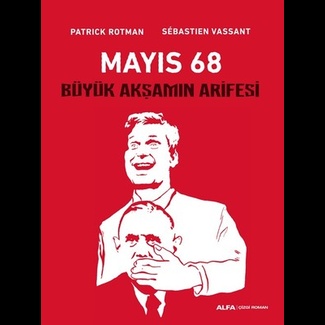 PATRICK ROTMAN SÉBASTIEN VASSANT
MAYIS 68
BÜYÜK AKŞAMIN ARİFESİ
ALFA | ÇİZGİ ROMAN